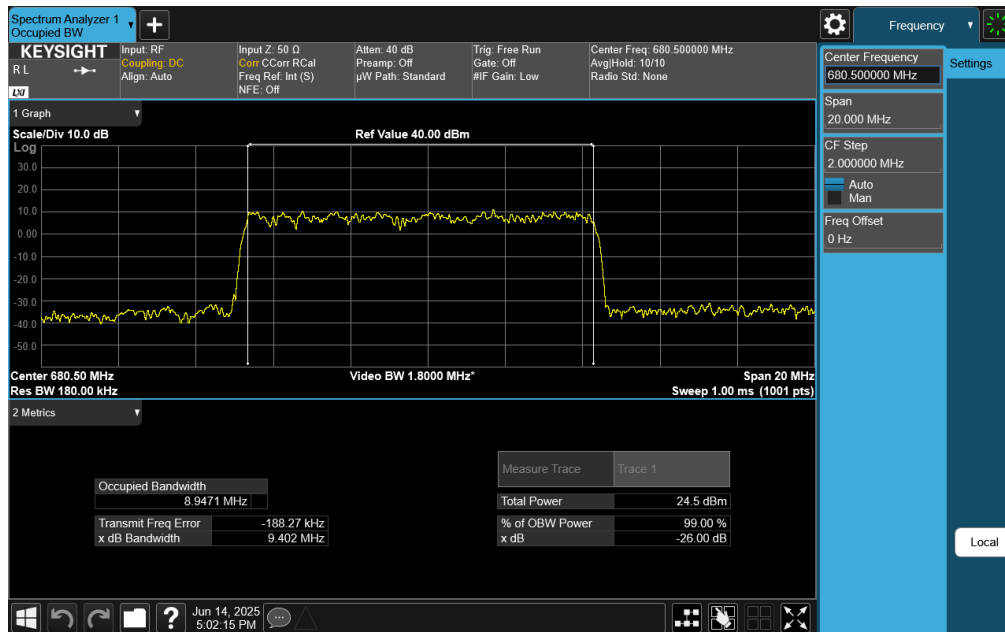 Spectrum Analyzer 1
Occupied BW
Frequency
KEYSIGHT
R L
LXI
Input: RF
Coupling: DC
Align: Auto
Input Z: 50 Ω
Corr CCorr RCal
Freq Ref: Int (S)
NFE: Off
Atten: 40 dB
Preamp: Off
µW Path: Standard
Trig: Free Run
Gate: Off
#IF Gain: Low
Center Freq: 680.500000 MHz
Avg|Hold: 10/10
Radio Std: None
Center Frequency
680.500000 MHz
Settings
Span
20.000 MHz
CF Step
2.000000 MHz
Auto
Man
Freq Offset
0 Hz
1 Graph
Scale/Div 10.0 dB
Ref Value 40.00 dBm
Log
30.0
20.0
10.0
0.00
-10.0
-20.0
-30.0
-40.0
-50.0
Center 680.50 MHz
Video BW 1.8000 MHz*
Span 20 MHz
Res BW 180.00 kHz
Sweep 1.00 ms (1001 pts)
2 Metrics
Measure Trace Trace 1
Occupied Bandwidth
8.9471 MHz
Total Power 24.5 dBm
Transmit Freq Error -188.27 kHz
% of OBW Power 99.00 %
x dB Bandwidth 9.402 MHz
x dB -26.00 dB
Local
?
Jun 14, 2025
5:02:15 PM